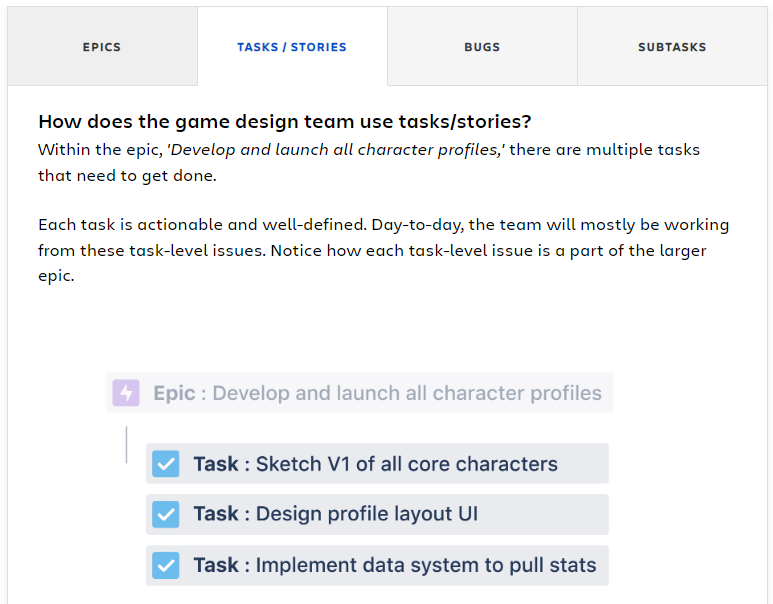 EPICS
TASKS / STORIES
BUGS
SUBTASKS
How does the game design team use tasks/stories?
Within the epic, 'Develop and launch all character profiles,' there are multiple tasks
that need to get done.
Each task is actionable and well-defined. Day-to-day, the team will mostly be working
from these task-level issues. Notice how each task-level issue is a part of the larger
epic.
Epic : Develop and launch all character profiles
Task : Sketch V1 of all core characters
Task : Design profile layout UI
Task : Implement data system to pull stats